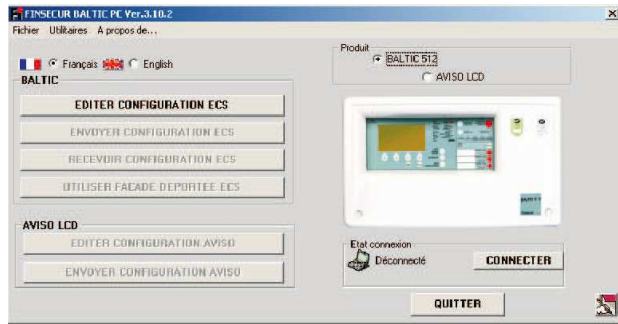 FINSECUR BALTIC PC Ver.3.10.2
Fichier Utilitaires A propos de...
Français English
BALTIC
EDITER CONFIGURATION ECS
ENVOYER CONFIGURATION ECS
RECEVOIR CONFIGURATION ECS
UTILISER FACADE DEPORTEE ECS
AVISO LCD
EDITER CONFIGURATION AVISO
ENVOYER CONFIGURATION AVISO
Produit
BALTIC 512
AVISO LCD
Etat connexion
Déconnecté
CONNECTER
QUITTER